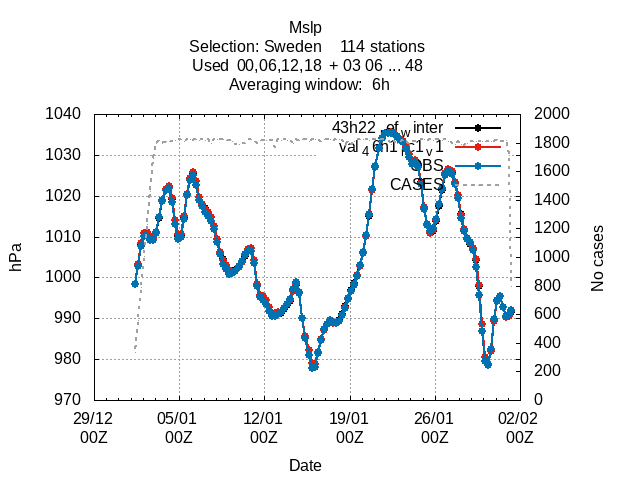 Mslp
Selection: Sweden 114 stations
Used 00,06,12,18 + 03 06 ... 48
Averaging window: 6h
1040
1030
1020
1010
1000
990
980
970
hPa
2000
1800
1600
1400
1200
1000
800
600
400
200
0
No cases
OBS
CASES
29/12 05/01 12/01 19/01 26/01 02/02
00Z 00Z 00Z 00Z 00Z 00Z
Date